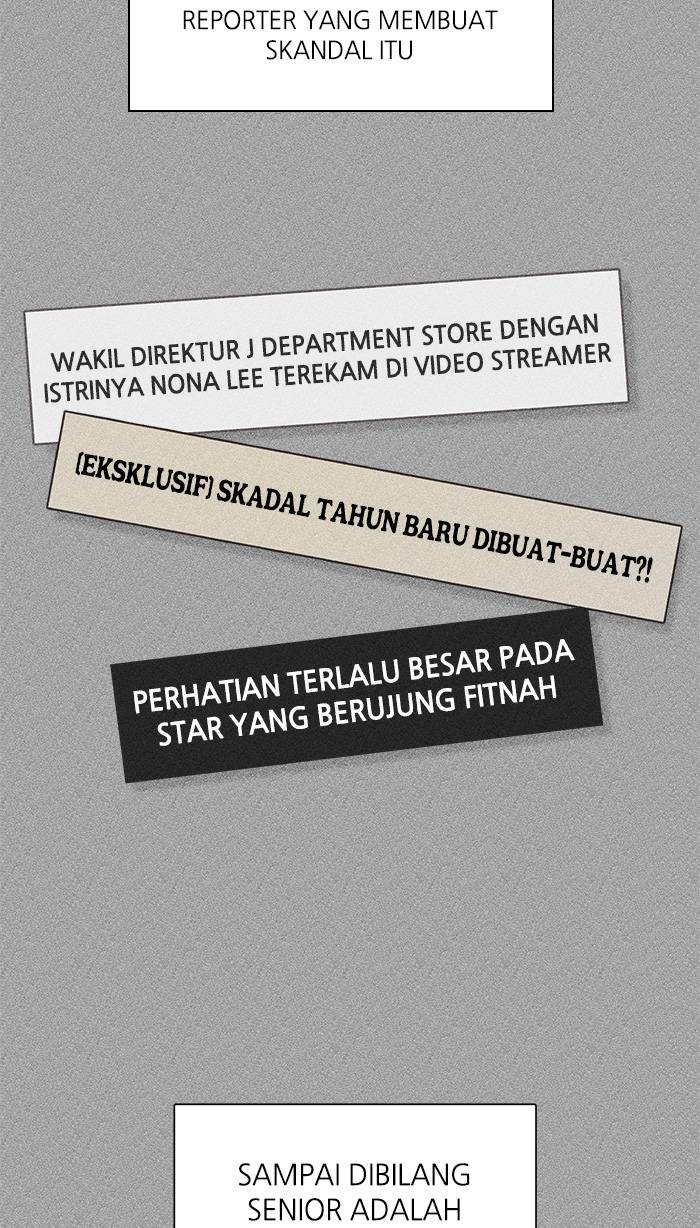 REPORTER YANG MEMBUAT
SKANDAL ITU
WAKIL DIREKTUR J DEPARTMENT STORE DENGAN
ISTRINYA NONA LEE TEREKAM DI VIDEO STREAMER
(EKSKLUSIF) SKADAL TAHUN BARU DIBUAT-BUAT?!
PERHATIAN TERLALU BESAR PADA
STAR YANG BERUJUNG FITNAH
SAMPAI DIBILANG
SENIOR ADALAH